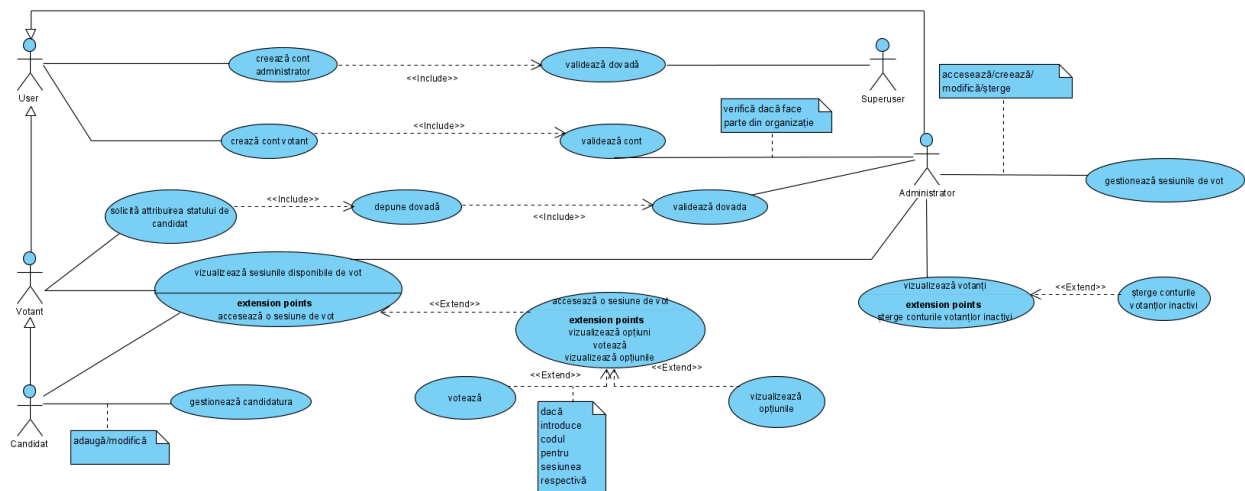 User
creează cont
administrator
<<Include>>
validează dovadă
Superuser
accesează/creează/
modifică/șterge
crează cont votant
<<Include>>
validează cont
verifică dacă face
parte din organizație
Administrator
gestionează sesiunile de vot
solicită attribuirea statului de
candidat
<<Include>>
depune dovadă
<<Include>>
validează dovada
Votant
vizualizează sesiunile disponibile de vot
extension points
accesează o sesiune de vot
<<Extend>>
accesează o sesiune de vot
extension points
vizualizează opțiuni
votează
vizualizează opțiunile
vizualizează votanți
extension points
șterge conturile votanților inactivi
<<Extend>>
șterge conturile
votanților inactivi
Candidat
gestionează candidatura
adaugă/modifică
votează
<<Extend>>
<<Extend>>
vizualizează
opțiunile
dacă
introduce
codul
pentru
sesiunea
respectivă